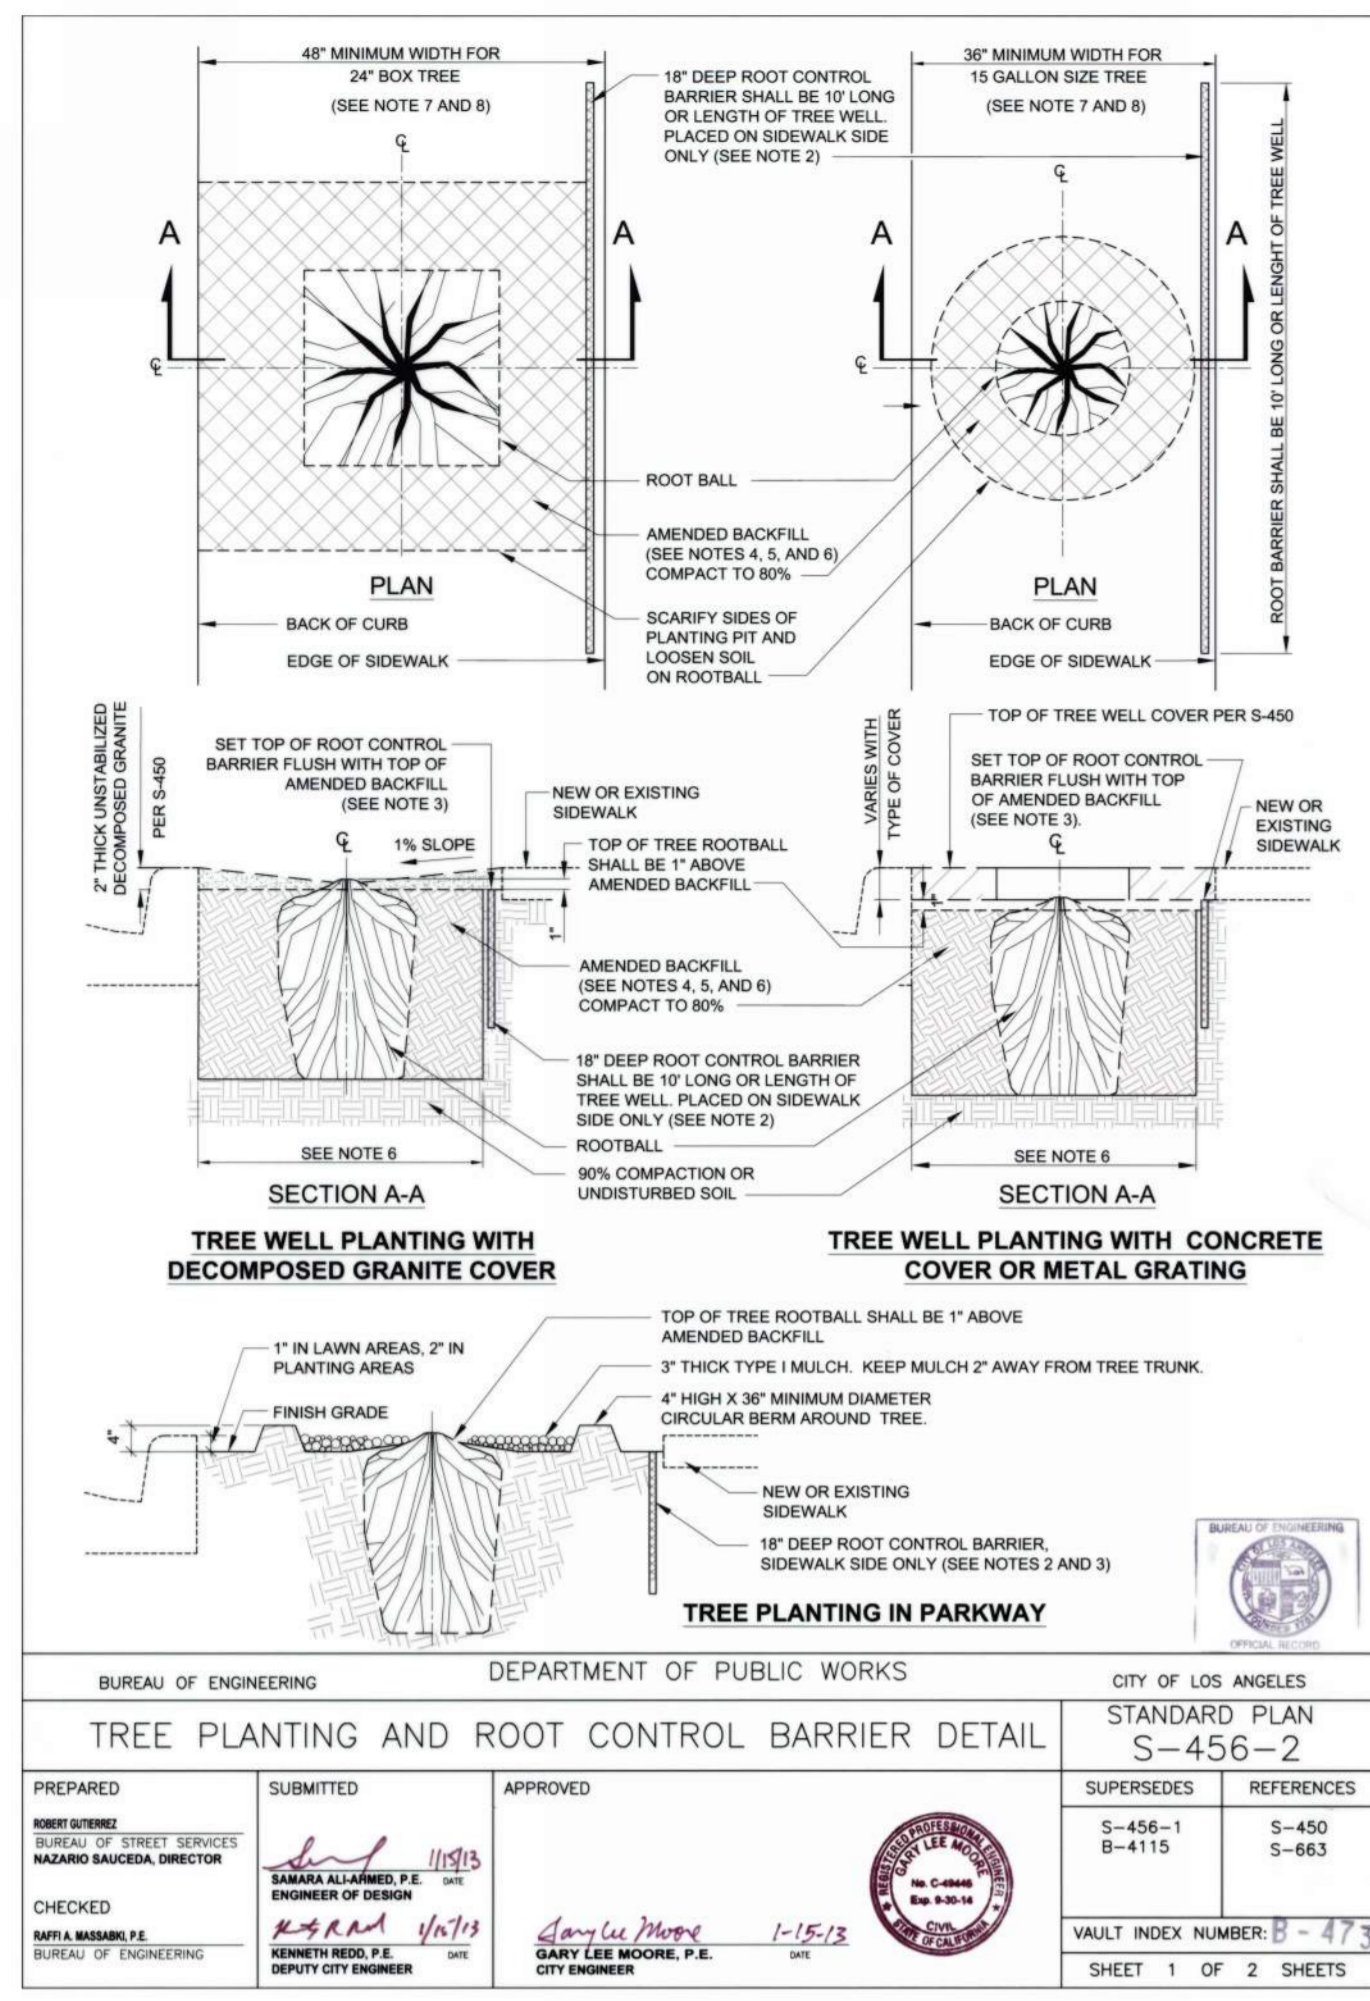 48" MINIMUM WIDTH FOR
24" BOX TREE
(SEE NOTE 7 AND 8)
18" DEEP ROOT CONTROL
BARRIER SHALL BE 10' LONG
OR LENGTH OF TREE WELL.
PLACED ON SIDEWALK SIDE
ONLY (SEE NOTE 2)
36" MINIMUM WIDTH FOR
15 GALLON SIZE TREE
(SEE NOTE 7 AND 8)
℄
℄
A
A
A
A
℄
℄
ROOT BARRIER SHALL BE 10' LONG OR LENGHT OF TREE WELL
ROOT BALL
AMENDED BACKFILL
(SEE NOTES 4, 5, AND 6)
COMPACT TO 80%
PLAN
PLAN
SCARIFY SIDES OF
PLANTING PIT AND
LOOSEN SOIL
ON ROOTBALL
BACK OF CURB
EDGE OF SIDEWALK
BACK OF CURB
EDGE OF SIDEWALK
2" THICK UNSTABILIZED
DECOMPOSED GRANITE
PER S-450
SET TOP OF ROOT CONTROL
BARRIER FLUSH WITH TOP OF
AMENDED BACKFILL
(SEE NOTE 3)
℄
1% SLOPE
NEW OR EXISTING
SIDEWALK
TOP OF TREE ROOTBALL
SHALL BE 1" ABOVE
AMENDED BACKFILL
1"
VARIES WITH
TYPE OF COVER
TOP OF TREE WELL COVER PER S-450
SET TOP OF ROOT CONTROL
BARRIER FLUSH WITH TOP
OF AMENDED BACKFILL
(SEE NOTE 3).
℄
NEW OR
EXISTING
SIDEWALK
1"
AMENDED BACKFILL
(SEE NOTES 4, 5, AND 6)
COMPACT TO 80%
18" DEEP ROOT CONTROL BARRIER
SHALL BE 10' LONG OR LENGTH OF
TREE WELL. PLACED ON SIDEWALK
SIDE ONLY (SEE NOTE 2)
ROOTBALL
90% COMPACTION OR
UNDISTURBED SOIL
SEE NOTE 6
SEE NOTE 6
SECTION A-A
SECTION A-A
TREE WELL PLANTING WITH
DECOMPOSED GRANITE COVER
TREE WELL PLANTING WITH CONCRETE
COVER OR METAL GRATING
TOP OF TREE ROOTBALL SHALL BE 1" ABOVE
AMENDED BACKFILL
1" IN LAWN AREAS, 2" IN
PLANTING AREAS
3" THICK TYPE I MULCH. KEEP MULCH 2" AWAY FROM TREE TRUNK.
4" HIGH X 36" MINIMUM DIAMETER
CIRCULAR BERM AROUND TREE.
FINISH GRADE
4"
NEW OR EXISTING
SIDEWALK
18" DEEP ROOT CONTROL BARRIER,
SIDEWALK SIDE ONLY (SEE NOTES 2 AND 3)
TREE PLANTING IN PARKWAY
BUREAU OF ENGINEERING
CITY OF LOS ANGELES
FOUNDED 1781
OFFICIAL RECORD
BUREAU OF ENGINEERING
DEPARTMENT OF PUBLIC WORKS
CITY OF LOS ANGELES
TREE PLANTING AND ROOT CONTROL BARRIER DETAIL
STANDARD PLAN
S-456-2
PREPARED
ROBERT GUTIERREZ
BUREAU OF STREET SERVICES
NAZARIO SAUCEDA, DIRECTOR
CHECKED
RAFFI A. MASSABKI, P.E.
BUREAU OF ENGINEERING
SUBMITTED
1/15/13
SAMARA ALI-AHMED, P.E. DATE
ENGINEER OF DESIGN
1/15/13
KENNETH REDD, P.E. DATE
DEPUTY CITY ENGINEER
APPROVED
Gary Lee Moore 1-15-13
GARY LEE MOORE, P.E. DATE
CITY ENGINEER
REGISTERED PROFESSIONAL ENGINEER
GARY LEE MOORE
No. C-49446
Exp. 9-30-14
CIVIL
STATE OF CALIFORNIA
SUPERSEDES
S-456-1
B-4115
REFERENCES
S-450
S-663
VAULT INDEX NUMBER: B - 473
SHEET 1 OF 2 SHEETS